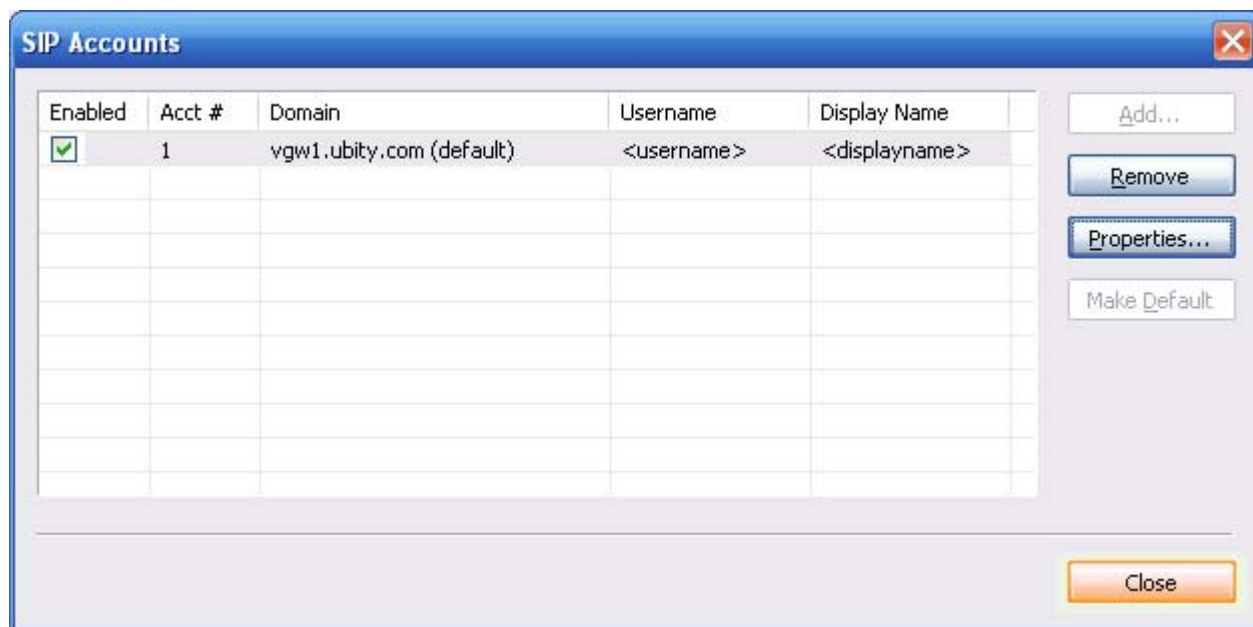 SIP Accounts
Enabled Acct # Domain Username Display Name
1 vgw1.ubity.com (default) <username> <displayname>
Add...
Remove
Properties...
Make Default
Close